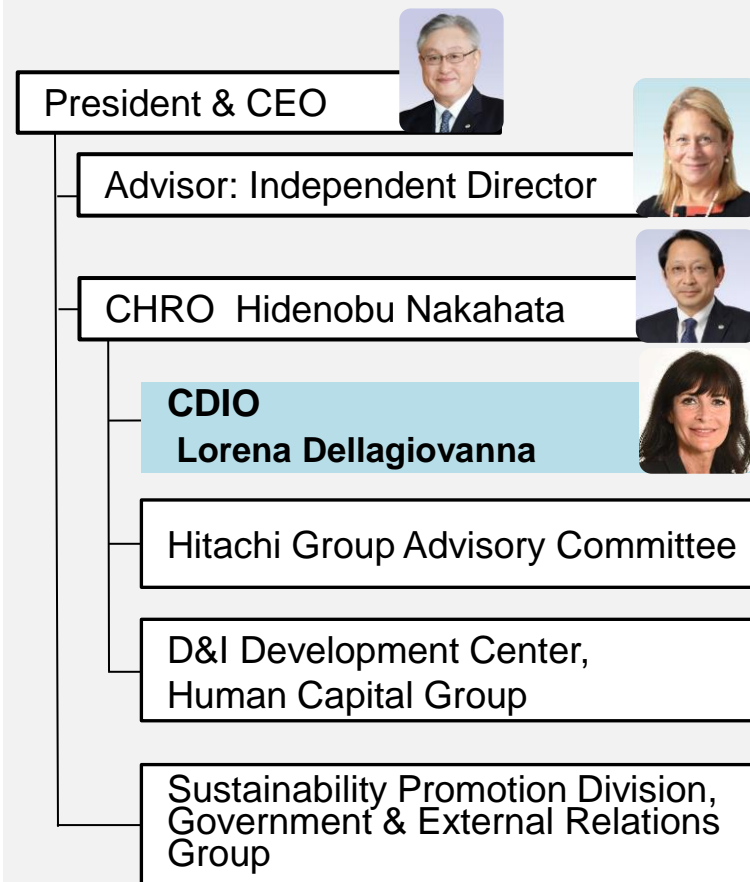 President & CEO
Advisor: Independent Director
CHRO Hidenobu Nakahata
CDIO
Lorena Dellagiovanna
Hitachi Group Advisory Committee
D&I Development Center,
Human Capital Group
Sustainability Promotion Division,
Government & External Relations
Group